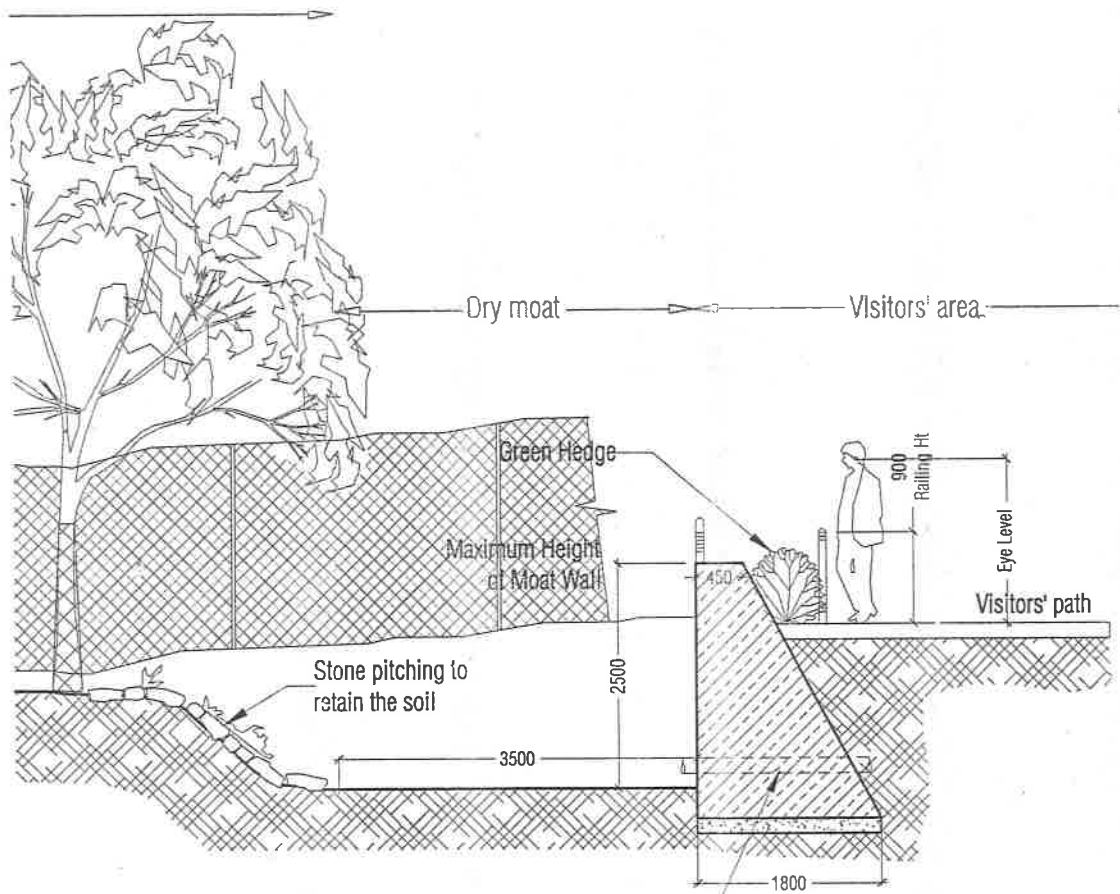 Dry moat
Visitors' area
Green Hedge
900
Railing Ht
Eye Level
Maximum Height
of Moat Wall
450
Visitors' path
Stone pitching to
retain the soil
2500
3500
1800